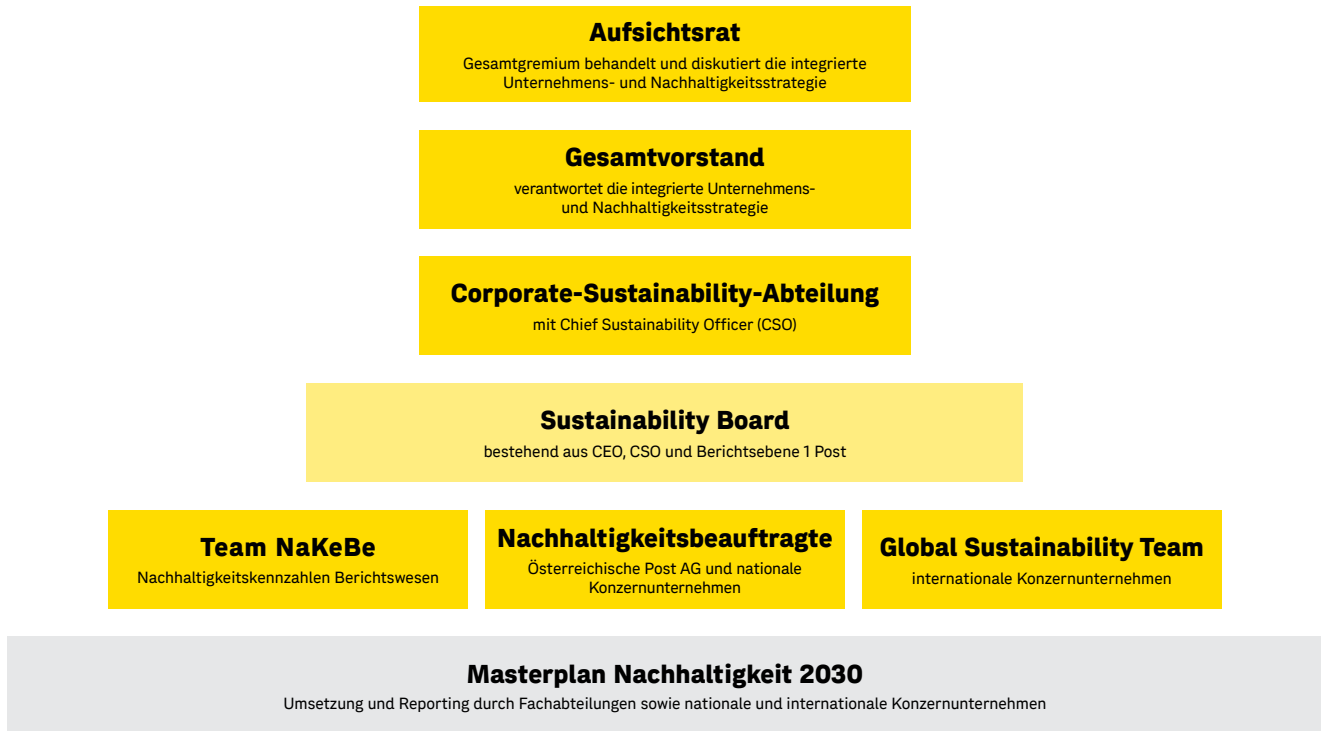 Aufsichtsrat
Gesamtgremium behandelt und diskutiert die integrierte
Unternehmens- und Nachhaltigkeitsstrategie
Gesamtvorstand
verantwortet die integrierte Unternehmens-
und Nachhaltigkeitsstrategie
Corporate-Sustainability-Abteilung
mit Chief Sustainability Officer (CSO)
Sustainability Board
bestehend aus CEO, CSO und Berichtsebene 1 Post
Team NaKeBe
Nachhaltigkeitskennzahlen Berichtswesen
Nachhaltigkeitsbeauftragte
Österreichische Post AG und nationale
Konzernunternehmen
Global Sustainability Team
internationale Konzernunternehmen
Masterplan Nachhaltigkeit 2030
Umsetzung und Reporting durch Fachabteilungen sowie nationale und internationale Konzernunternehmen